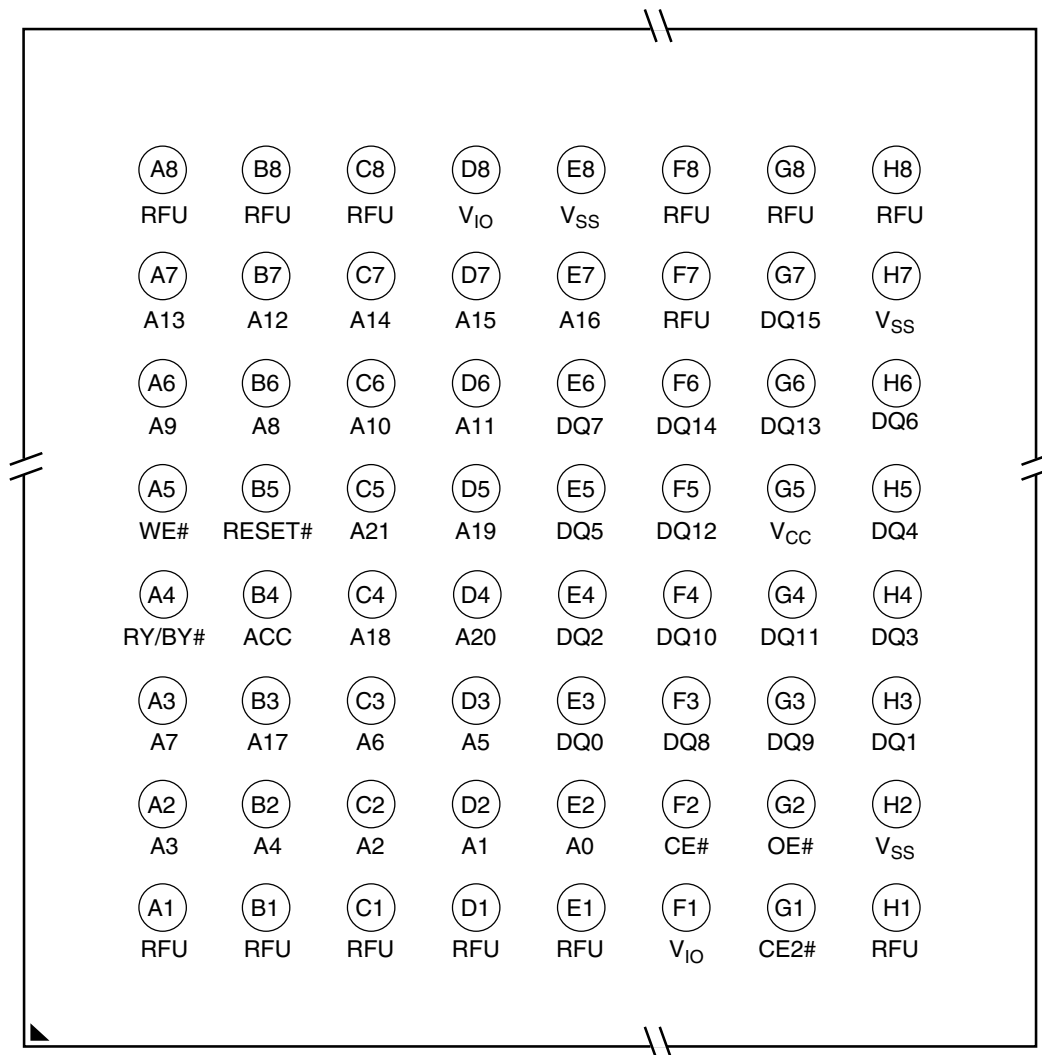 A8 B8 C8 D8 E8 F8 G8 H8
RFU RFU RFU VIO VSS RFU RFU RFU
A7 B7 C7 D7 E7 F7 G7 H7
A13 A12 A14 A15 A16 RFU DQ15 VSS
A6 B6 C6 D6 E6 F6 G6 H6
A9 A8 A10 A11 DQ7 DQ14 DQ13 DQ6
A5 B5 C5 D5 E5 F5 G5 H5
WE# RESET# A21 A19 DQ5 DQ12 VCC DQ4
A4 B4 C4 D4 E4 F4 G4 H4
RY/BY# ACC A18 A20 DQ2 DQ10 DQ11 DQ3
A3 B3 C3 D3 E3 F3 G3 H3
A7 A17 A6 A5 DQ0 DQ8 DQ9 DQ1
A2 B2 C2 D2 E2 F2 G2 H2
A3 A4 A2 A1 A0 CE# OE# VSS
A1 B1 C1 D1 E1 F1 G1 H1
RFU RFU RFU RFU RFU VIO CE2# RFU